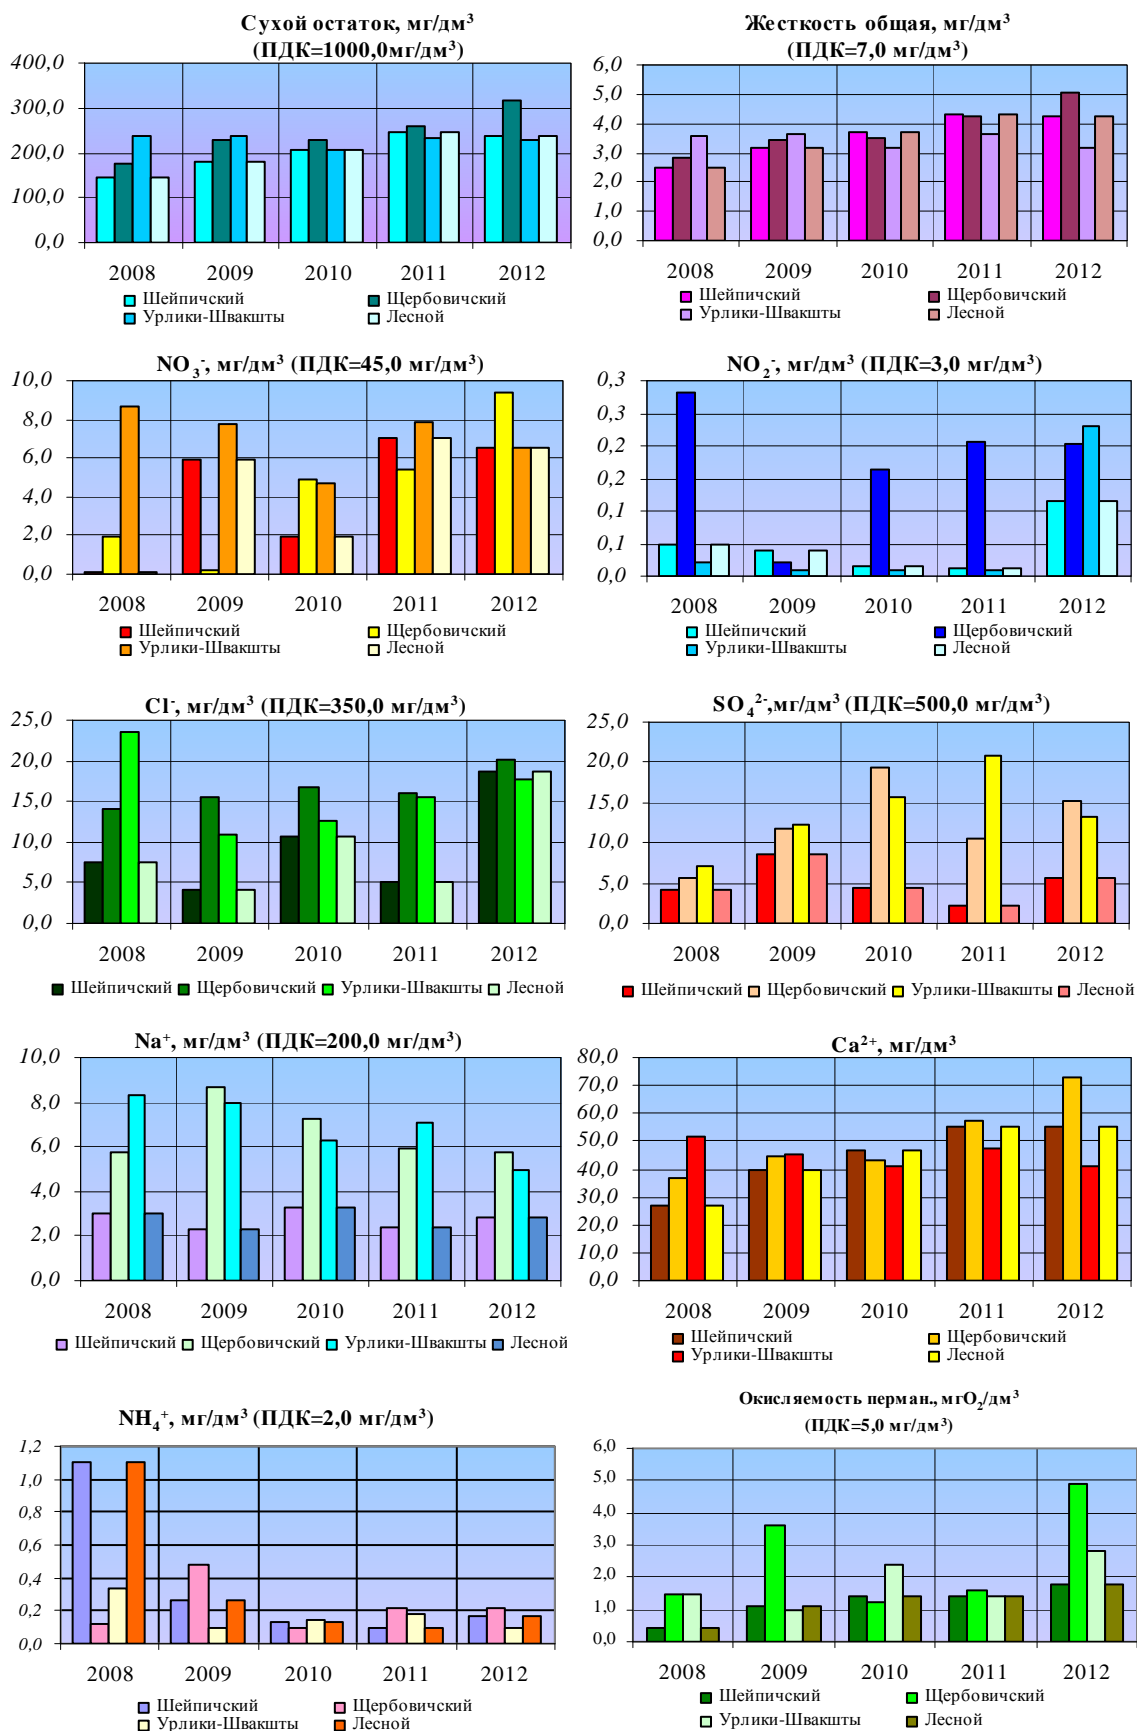 Сухой остаток, мг/дм³
(ПДК=1000,0мг/дм³)
400,0
300,0
200,0
100,0
0,0
2008 2009 2010 2011 2012
Шейпичский Щербовичский
Урлики-Швакшты Лесной
Жесткость общая, мг/дм³
(ПДК=7,0 мг/дм³)
6,0
5,0
4,0
3,0
2,0
1,0
0,0
2008 2009 2010 2011 2012
Шейпичский Щербовичский
Урлики-Швакшты Лесной
NO₃⁻, мг/дм³ (ПДК=45,0 мг/дм³)
10,0
8,0
6,0
4,0
2,0
0,0
2008 2009 2010 2011 2012
Шейпичский Щербовичский
Урлики-Швакшты Лесной
NO₂⁻, мг/дм³ (ПДК=3,0 мг/дм³)
0,3
0,3
0,2
0,2
0,1
0,1
0,0
2008 2009 2010 2011 2012
Шейпичский Щербовичский
Урлики-Швакшты Лесной
Cl⁻, мг/дм³ (ПДК=350,0 мг/дм³)
25,0
20,0
15,0
10,0
5,0
0,0
2008 2009 2010 2011 2012
Шейпичский Щербовичский Урлики-Швакшты Лесной
SO₄²⁻,мг/дм³ (ПДК=500,0 мг/дм³)
25,0
20,0
15,0
10,0
5,0
0,0
2008 2009 2010 2011 2012
Шейпичский Щербовичский Урлики-Швакшты Лесной
Na⁺, мг/дм³ (ПДК=200,0 мг/дм³)
10,0
8,0
6,0
4,0
2,0
0,0
2008 2009 2010 2011 2012
Шейпичский Щербовичский Урлики-Швакшты Лесной
Ca²⁺, мг/дм³
80,0
70,0
60,0
50,0
40,0
30,0
20,0
10,0
0,0
2008 2009 2010 2011 2012
Шейпичский Щербовичский
Урлики-Швакшты Лесной
NH₄⁺, мг/дм³ (ПДК=2,0 мг/дм³)
1,2
1,0
0,8
0,6
0,4
0,2
0,0
2008 2009 2010 2011 2012
Шейпичский Щербовичский
Урлики-Швакшты Лесной
Окисляемость перман., мгО₂/дм³
(ПДК=5,0 мг/дм³)
6,0
5,0
4,0
3,0
2,0
1,0
0,0
2008 2009 2010 2011 2012
Шейпичский Щербовичский
Урлики-Швакшты Лесной